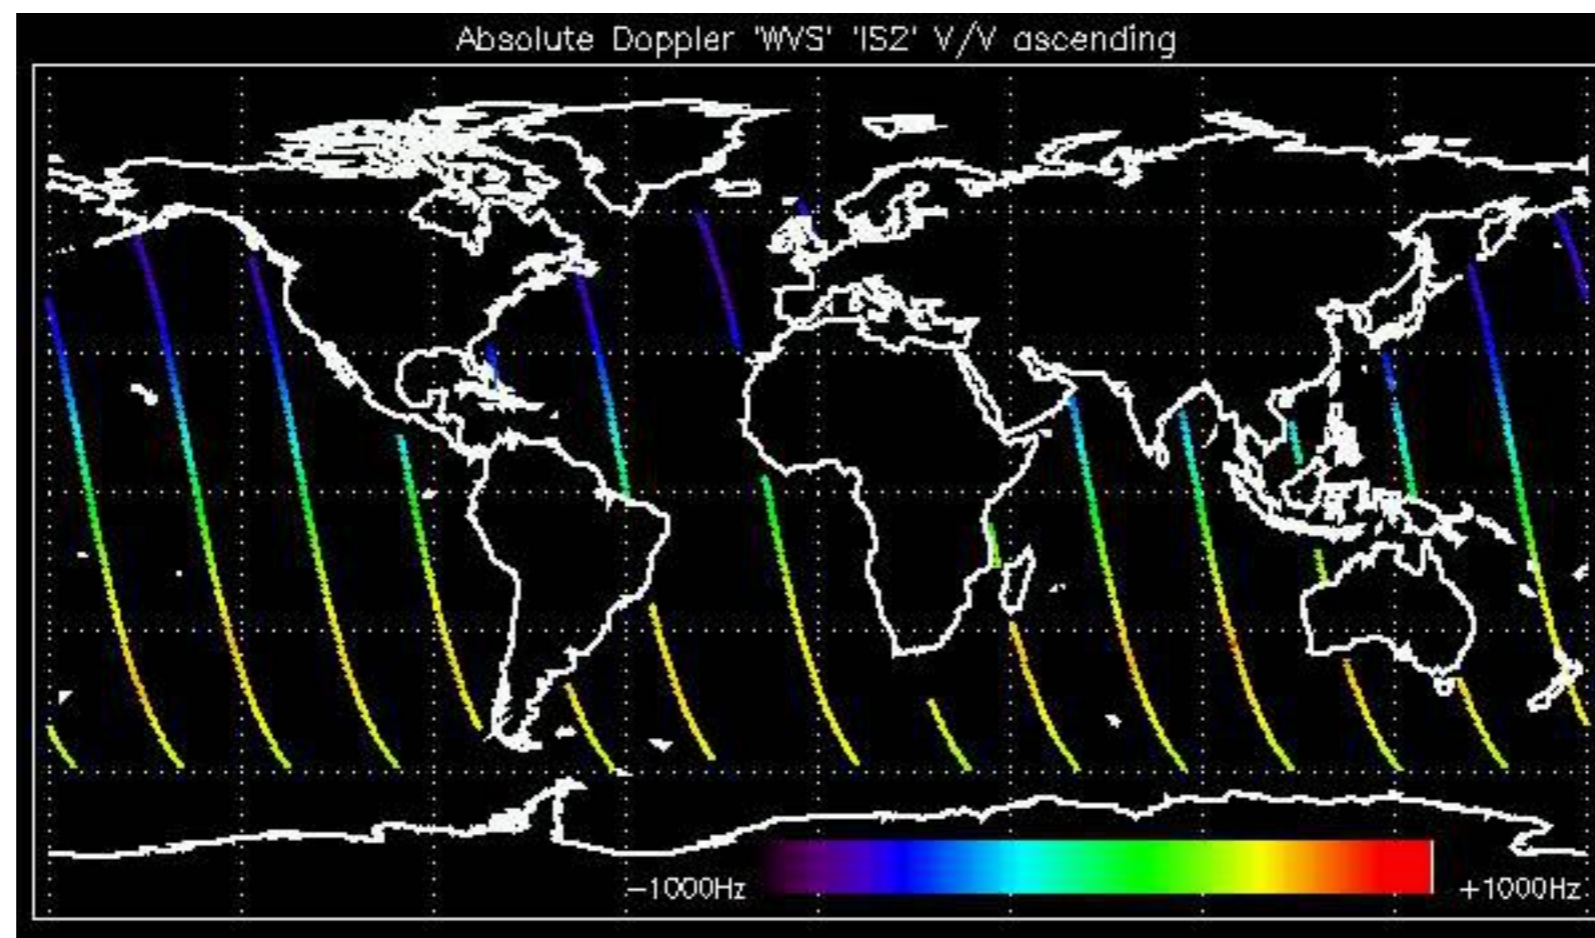 Absolute Doppler 'WVS' 'IS2' V/V ascending
-1000Hz +1000Hz